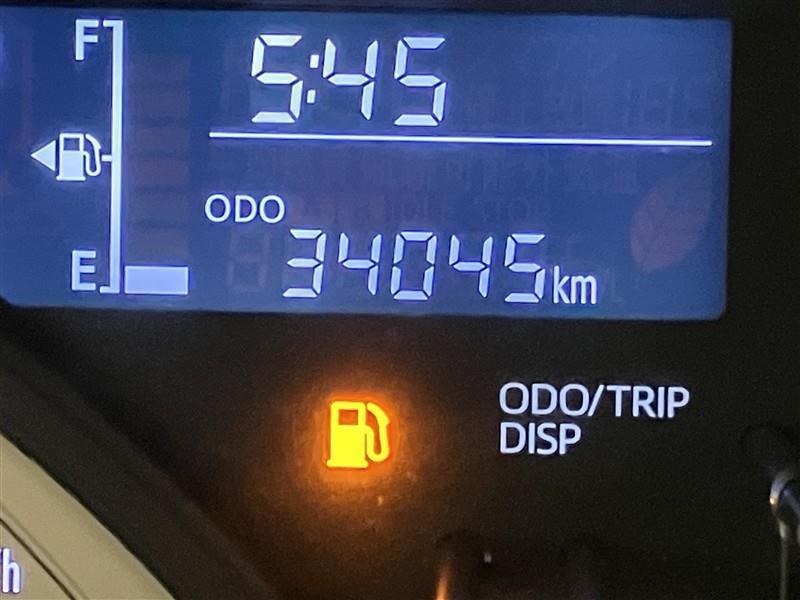 F
5:45
ODO
34045km
E
ODO/TRIP
DISP
/h